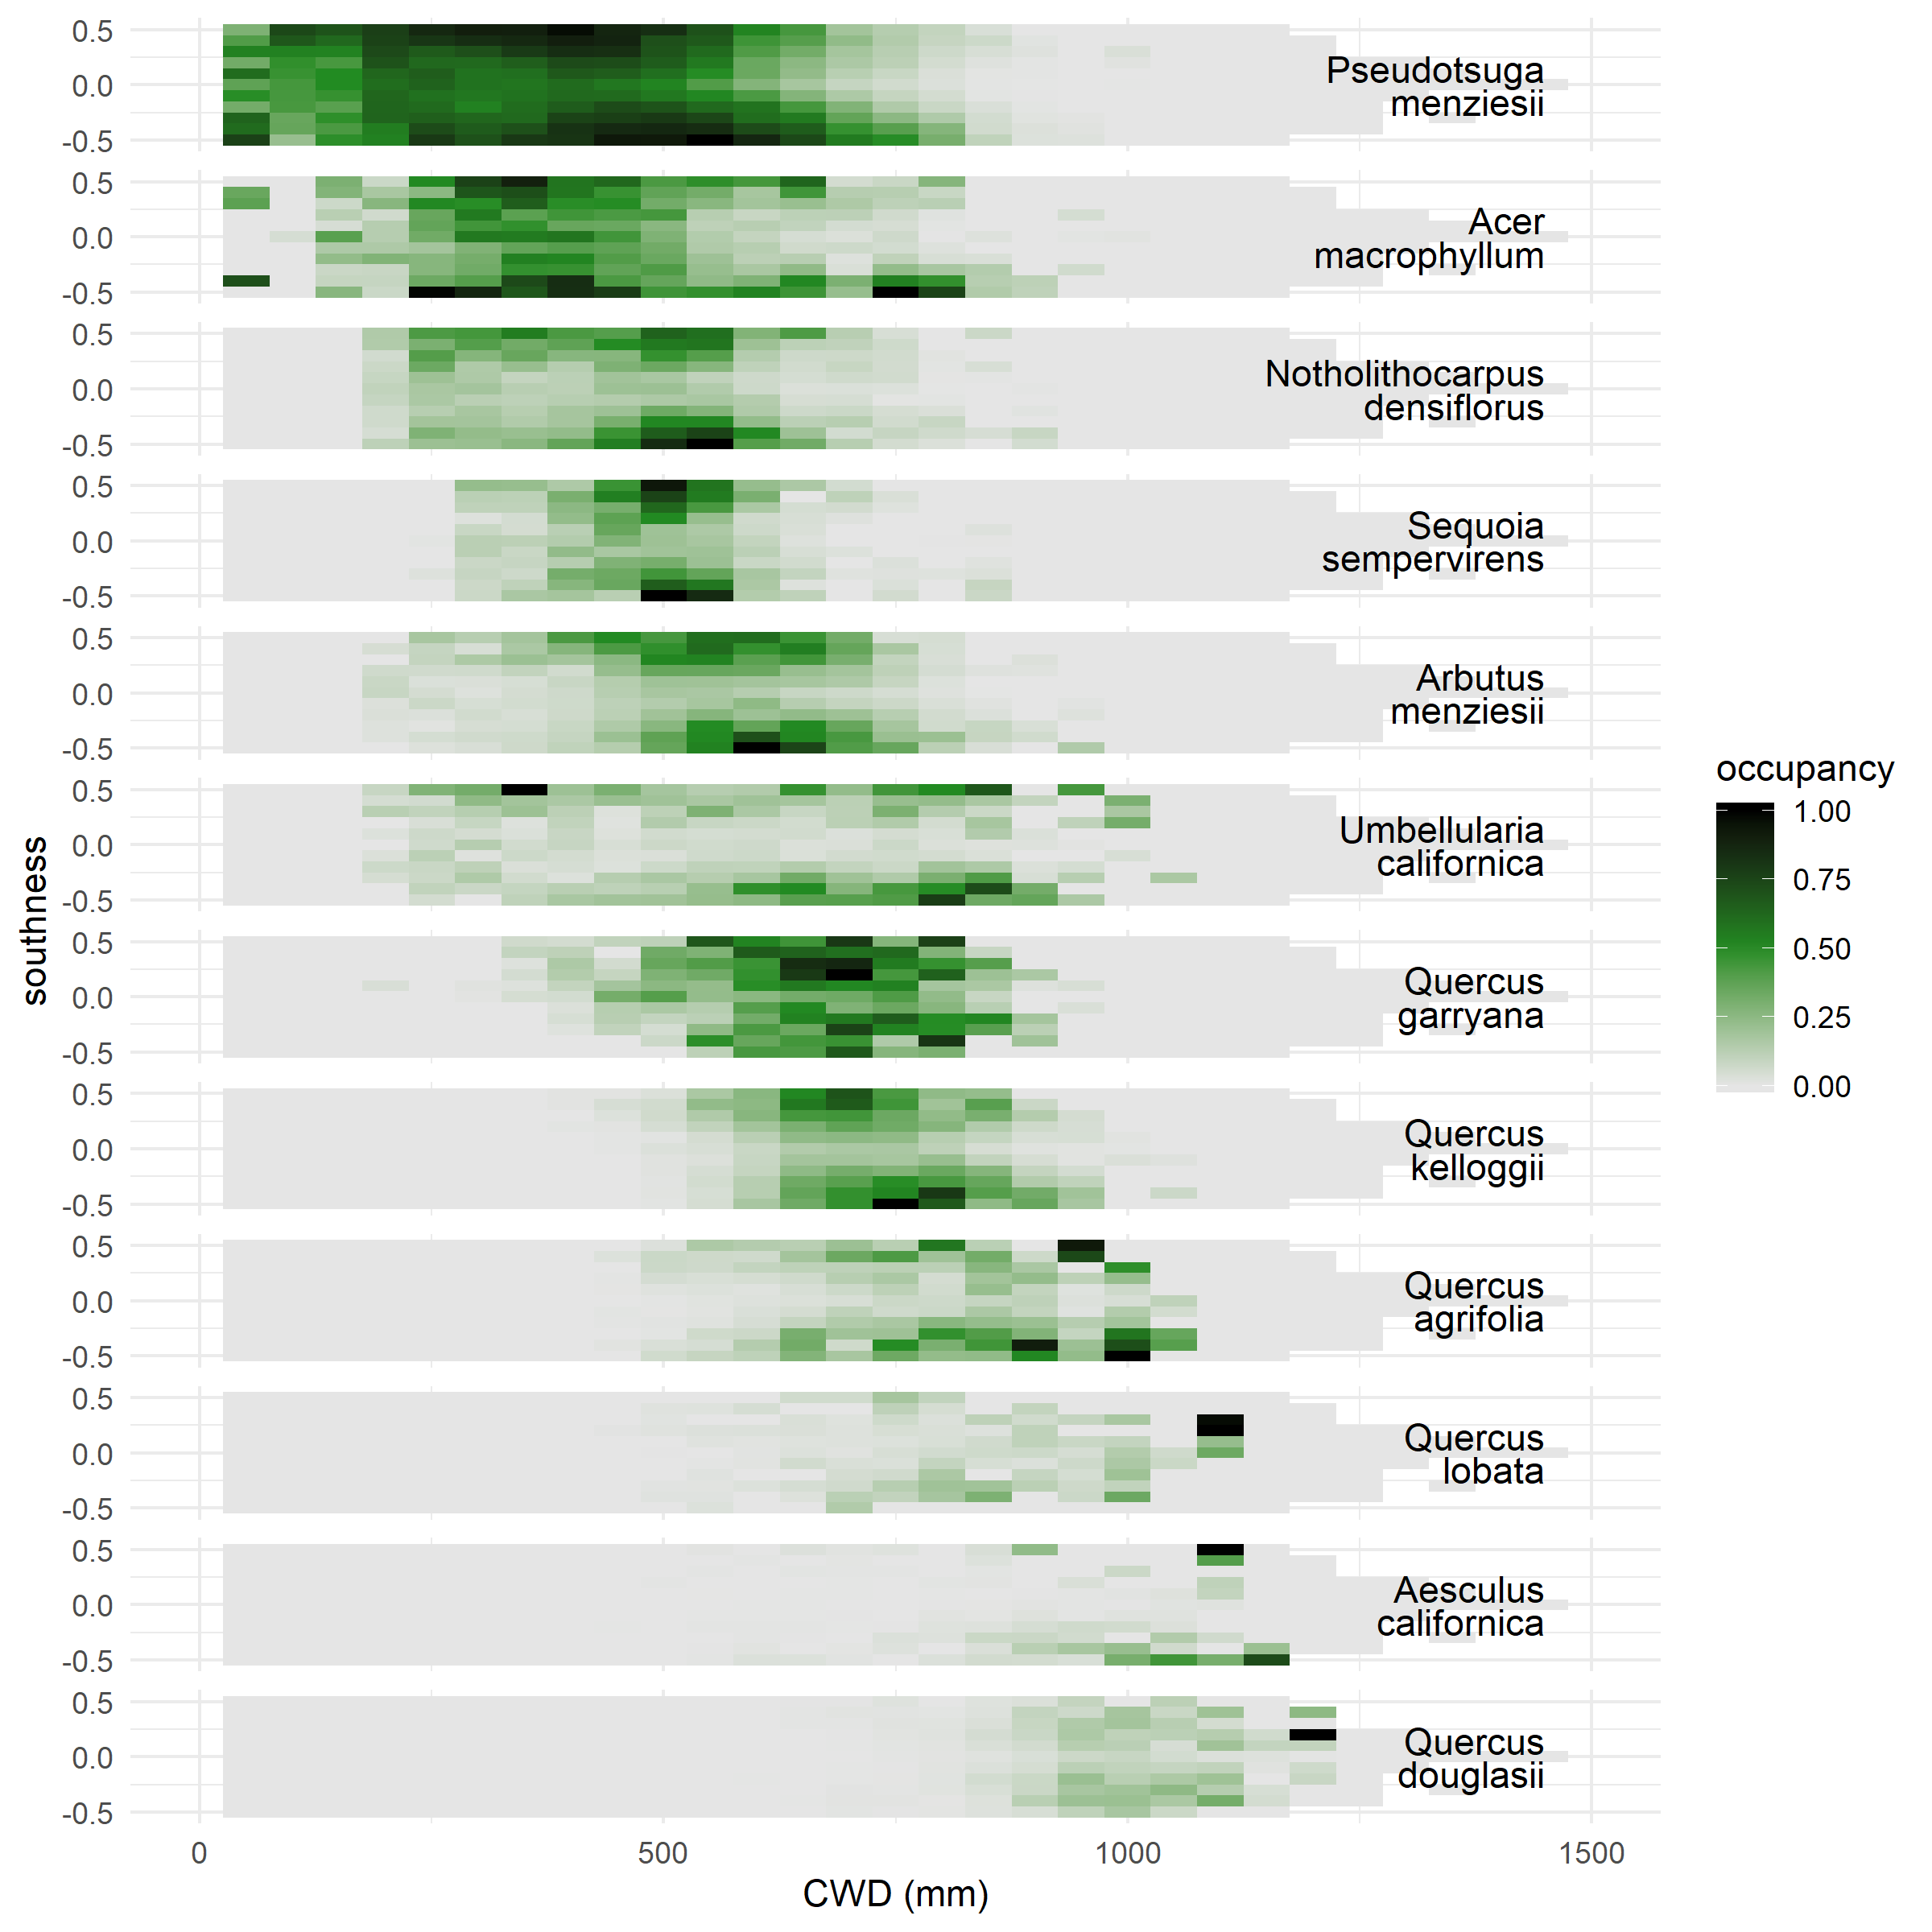 southness
0.5
0.0
-0.5
Pseudotsuga
menziesii
0.5
0.0
-0.5
Acer
macrophyllum
0.5
0.0
-0.5
Notholithocarpus
densiflorus
0.5
0.0
-0.5
Sequoia
sempervirens
0.5
0.0
-0.5
Arbutus
menziesii
0.5
0.0
-0.5
Umbellularia
californica
0.5
0.0
-0.5
Quercus
garryana
0.5
0.0
-0.5
Quercus
kelloggii
0.5
0.0
-0.5
Quercus
agrifolia
0.5
0.0
-0.5
Quercus
lobata
0.5
0.0
-0.5
Aesculus
californica
0.5
0.0
-0.5
Quercus
douglasii
0 500 1000 1500
CWD (mm)
occupancy
1.00
0.75
0.50
0.25
0.00